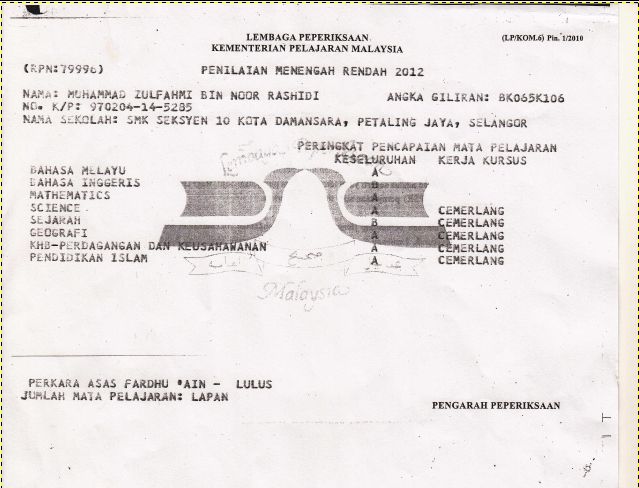 LEMBAGA PEPERIKSAAN
KEMENTERIAN PELAJARAN MALAYSIA
(LP/KOM.6) Pin. 1/2010
(RPN:79996)
PENILAIAN MENENGAH RENDAH 2012
NAMA: MUHAMMAD ZULFAHMI BIN NOOR RASHIDI ANGKA GILIRAN: BK065K106
NO. K/P: 970204-14-5285
NAMA SEKOLAH: SMK SEKSYEN 10 KOTA DAMANSARA, PETALING JAYA, SELANGOR
PERINGKAT PENCAPAIAN MATA PELAJARAN
KESELURUHAN KERJA KURSUS
BAHASA MELAYU A
BAHASA INGGERIS B
MATHEMATICS A
SCIENCE A CEMERLANG
SEJARAH B CEMERLANG
GEOGRAFI A CEMERLANG
KHB-PERDAGANGAN DAN KEUSAHAWANAN A CEMERLANG
PENDIDIKAN ISLAM A CEMERLANG
Malaysia
PERKARA ASAS FARDHU 'AIN - LULUS
JUMLAH MATA PELAJARAN: LAPAN
PENGARAH PEPERIKSAAN